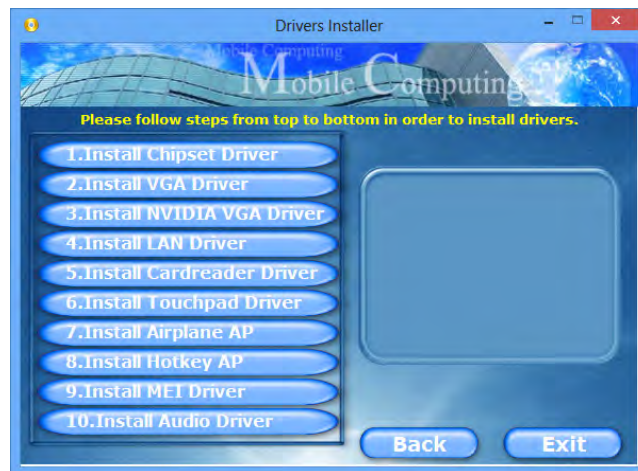 Drivers Installer
Mobile Computing
Mobile Computing
Please follow steps from top to bottom in order to install drivers.
1.Install Chipset Driver
2.Install VGA Driver
3.Install NVIDIA VGA Driver
4.Install LAN Driver
5.Install Cardreader Driver
6.Install Touchpad Driver
7.Install Airplane AP
8.Install Hotkey AP
9.Install MEI Driver
10.Install Audio Driver
Back
Exit